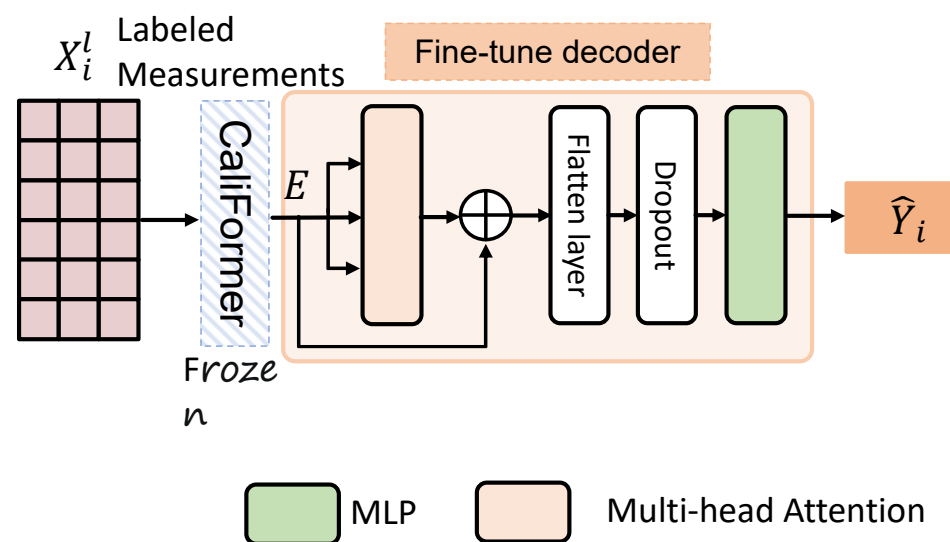 X_i^l Labeled
Measurements
Fine-tune decoder
CaliFormer
E
Flatten layer
Dropout
Ŷ_i
Froze
n
MLP
Multi-head Attention